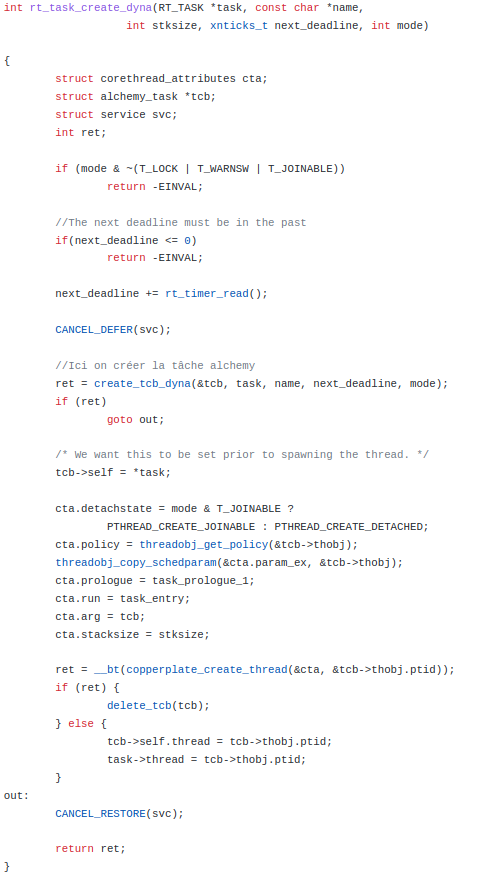 int rt_task_create_dyna(RT_TASK *task, const char *name,
                   int stksize, xnticks_t next_deadline, int mode)
{
        struct corethread_attributes cta;
        struct alchemy_task *tcb;
        struct service svc;
        int ret;
        if (mode & ~(T_LOCK | T_WARNSW | T_JOINABLE))
                return -EINVAL;
        //The next deadline must be in the past
        if(next_deadline <= 0)
                return -EINVAL;
        next_deadline += rt_timer_read();
        CANCEL_DEFER(svc);
        //Ici on créer la tâche alchemy
        ret = create_tcb_dyna(&tcb, task, name, next_deadline, mode);
        if (ret)
                goto out;
        /* We want this to be set prior to spawning the thread. */
        tcb->self = *task;
        cta.detachstate = mode & T_JOINABLE ?
                PTHREAD_CREATE_JOINABLE : PTHREAD_CREATE_DETACHED;
        cta.policy = threadobj_get_policy(&tcb->thobj);
        threadobj_copy_schedparam(&cta.param_ex, &tcb->thobj);
        cta.prologue = task_prologue_1;
        cta.run = task_entry;
        cta.arg = tcb;
        cta.stacksize = stksize;
        ret = __bt(copperplate_create_thread(&cta, &tcb->thobj.ptid));
        if (ret) {
                delete_tcb(tcb);
        } else {
                tcb->self.thread = tcb->thobj.ptid;
                task->thread = tcb->thobj.ptid;
        }
out:
        CANCEL_RESTORE(svc);
        return ret;
}